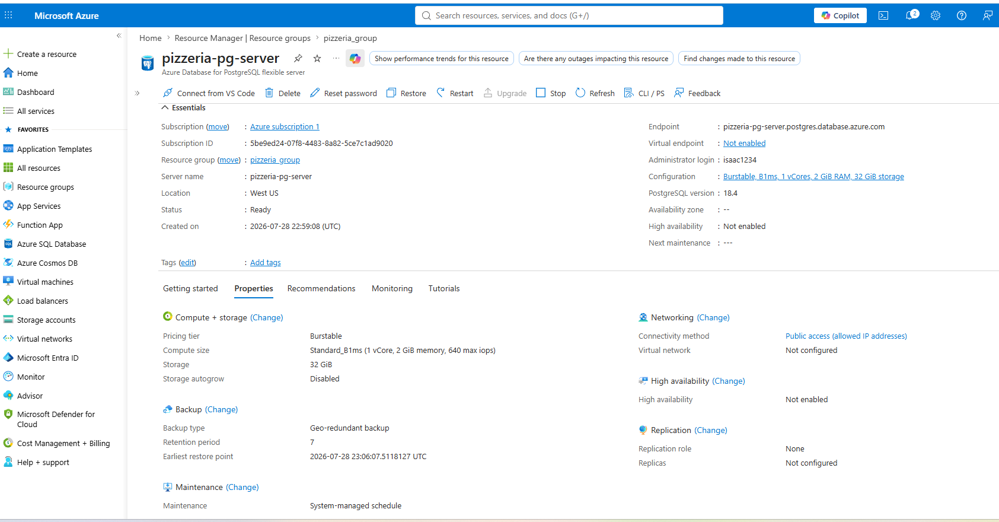 Microsoft Azure
Search resources, services, and docs (G+/)
Copilot
2
Home > Resource Manager | Resource groups > pizzeria_group
pizzeria-pg-server
Azure Database for PostgreSQL flexible server
Show performance trends for this resource
Are there any outages impacting this resource
Find changes made to this resource
Connect from VS Code
Delete
Reset password
Restore
Restart
Upgrade
Stop
Refresh
CLI / PS
Feedback
Create a resource
Home
Dashboard
All services
FAVORITES
Application Templates
All resources
Resource groups
App Services
Function App
Azure SQL Database
Azure Cosmos DB
Virtual machines
Load balancers
Storage accounts
Virtual networks
Microsoft Entra ID
Monitor
Advisor
Microsoft Defender for
Cloud
Cost Management + Billing
Help + support
Essentials
Subscription (move) : Azure subscription 1
Subscription ID : 5be9ed24-07f8-4483-8a82-5ce7c1ad9020
Resource group (move) : pizzeria_group
Server name : pizzeria-pg-server
Location : West US
Status : Ready
Created on : 2026-07-28 22:59:08 (UTC)
Tags (edit) : Add tags
Endpoint : pizzeria-pg-server.postgres.database.azure.com
Virtual endpoint : Not enabled
Administrator login : isaac1234
Configuration : Burstable, B1ms, 1 vCores, 2 GiB RAM, 32 GiB storage
PostgreSQL version : 18.4
Availability zone : --
High availability : Not enabled
Next maintenance : ---
Getting started
Properties
Recommendations
Monitoring
Tutorials
Compute + storage (Change)
Pricing tier Burstable
Compute size Standard_B1ms (1 vCore, 2 GiB memory, 640 max iops)
Storage 32 GiB
Storage autogrow Disabled
Backup (Change)
Backup type Geo-redundant backup
Retention period 7
Earliest restore point 2026-07-28 23:06:07.5118127 UTC
Maintenance (Change)
Maintenance System-managed schedule
Networking (Change)
Connectivity method Public access (allowed IP addresses)
Virtual network Not configured
High availability (Change)
High availability Not enabled
Replication (Change)
Replication role None
Replicas Not configured